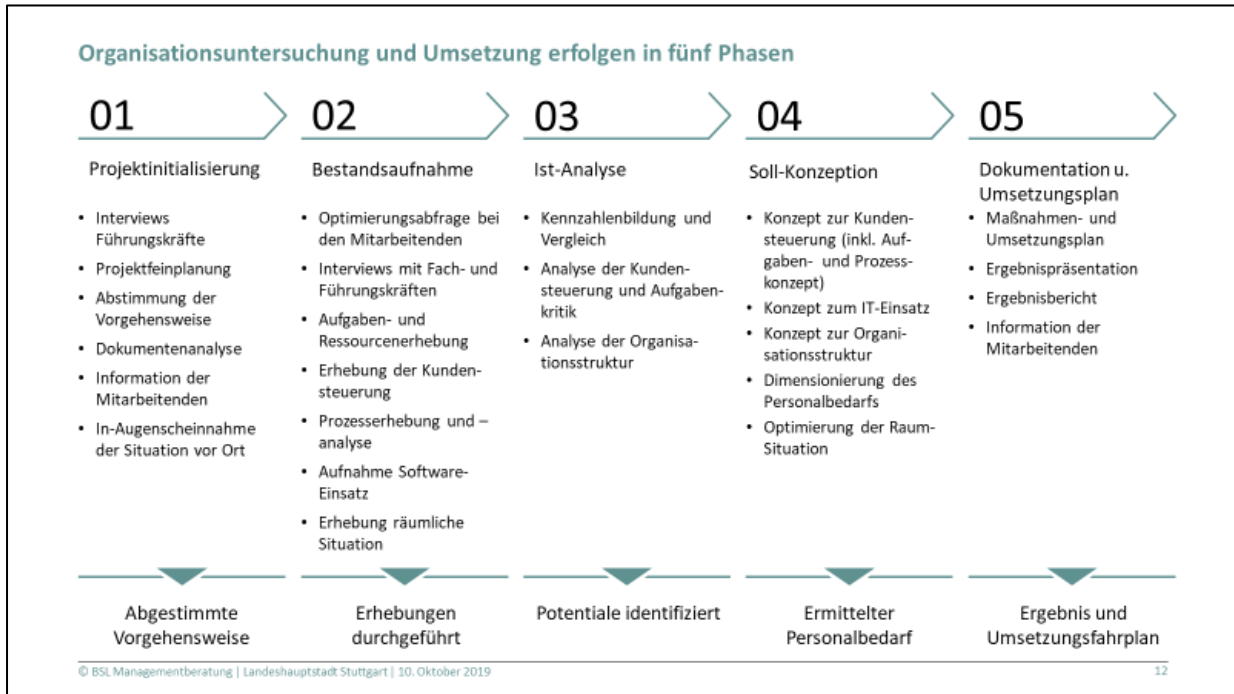 Organisationsuntersuchung und Umsetzung erfolgen in fünf Phasen
01
Projektinitialisierung
• Interviews
Führungskräfte
• Projektfeinplanung
• Abstimmung der
Vorgehensweise
• Dokumentenanalyse
• Information der
Mitarbeitenden
• In-Augenscheinnahme
der Situation vor Ort
Abgestimmte
Vorgehensweise
02
Bestandsaufnahme
• Optimierungsabfrage bei
den Mitarbeitenden
• Interviews mit Fach- und
Führungskräften
• Aufgaben- und
Ressourcenerhebung
• Erhebung der Kunden-
steuerung
• Prozesserhebung und –
analyse
• Aufnahme Software-
Einsatz
• Erhebung räumliche
Situation
Erhebungen
durchgeführt
03
Ist-Analyse
• Kennzahlenbildung und
Vergleich
• Analyse der Kunden-
steuerung und Aufgaben-
kritik
• Analyse der Organisa-
tionsstruktur
Potentiale identifiziert
04
Soll-Konzeption
• Konzept zur Kunden-
steuerung (inkl. Auf-
gaben- und Prozess-
konzept)
• Konzept zum IT-Einsatz
• Konzept zur Organi-
sationsstruktur
• Dimensionierung des
Personalbedarfs
• Optimierung der Raum-
Situation
Ermittelter
Personalbedarf
05
Dokumentation u.
Umsetzungsplan
• Maßnahmen- und
Umsetzungsplan
• Ergebnispräsentation
• Ergebnisbericht
• Information der
Mitarbeitenden
Ergebnis und
Umsetzungsfahrplan
© BSL Managementberatung | Landeshauptstadt Stuttgart | 10. Oktober 2019
12